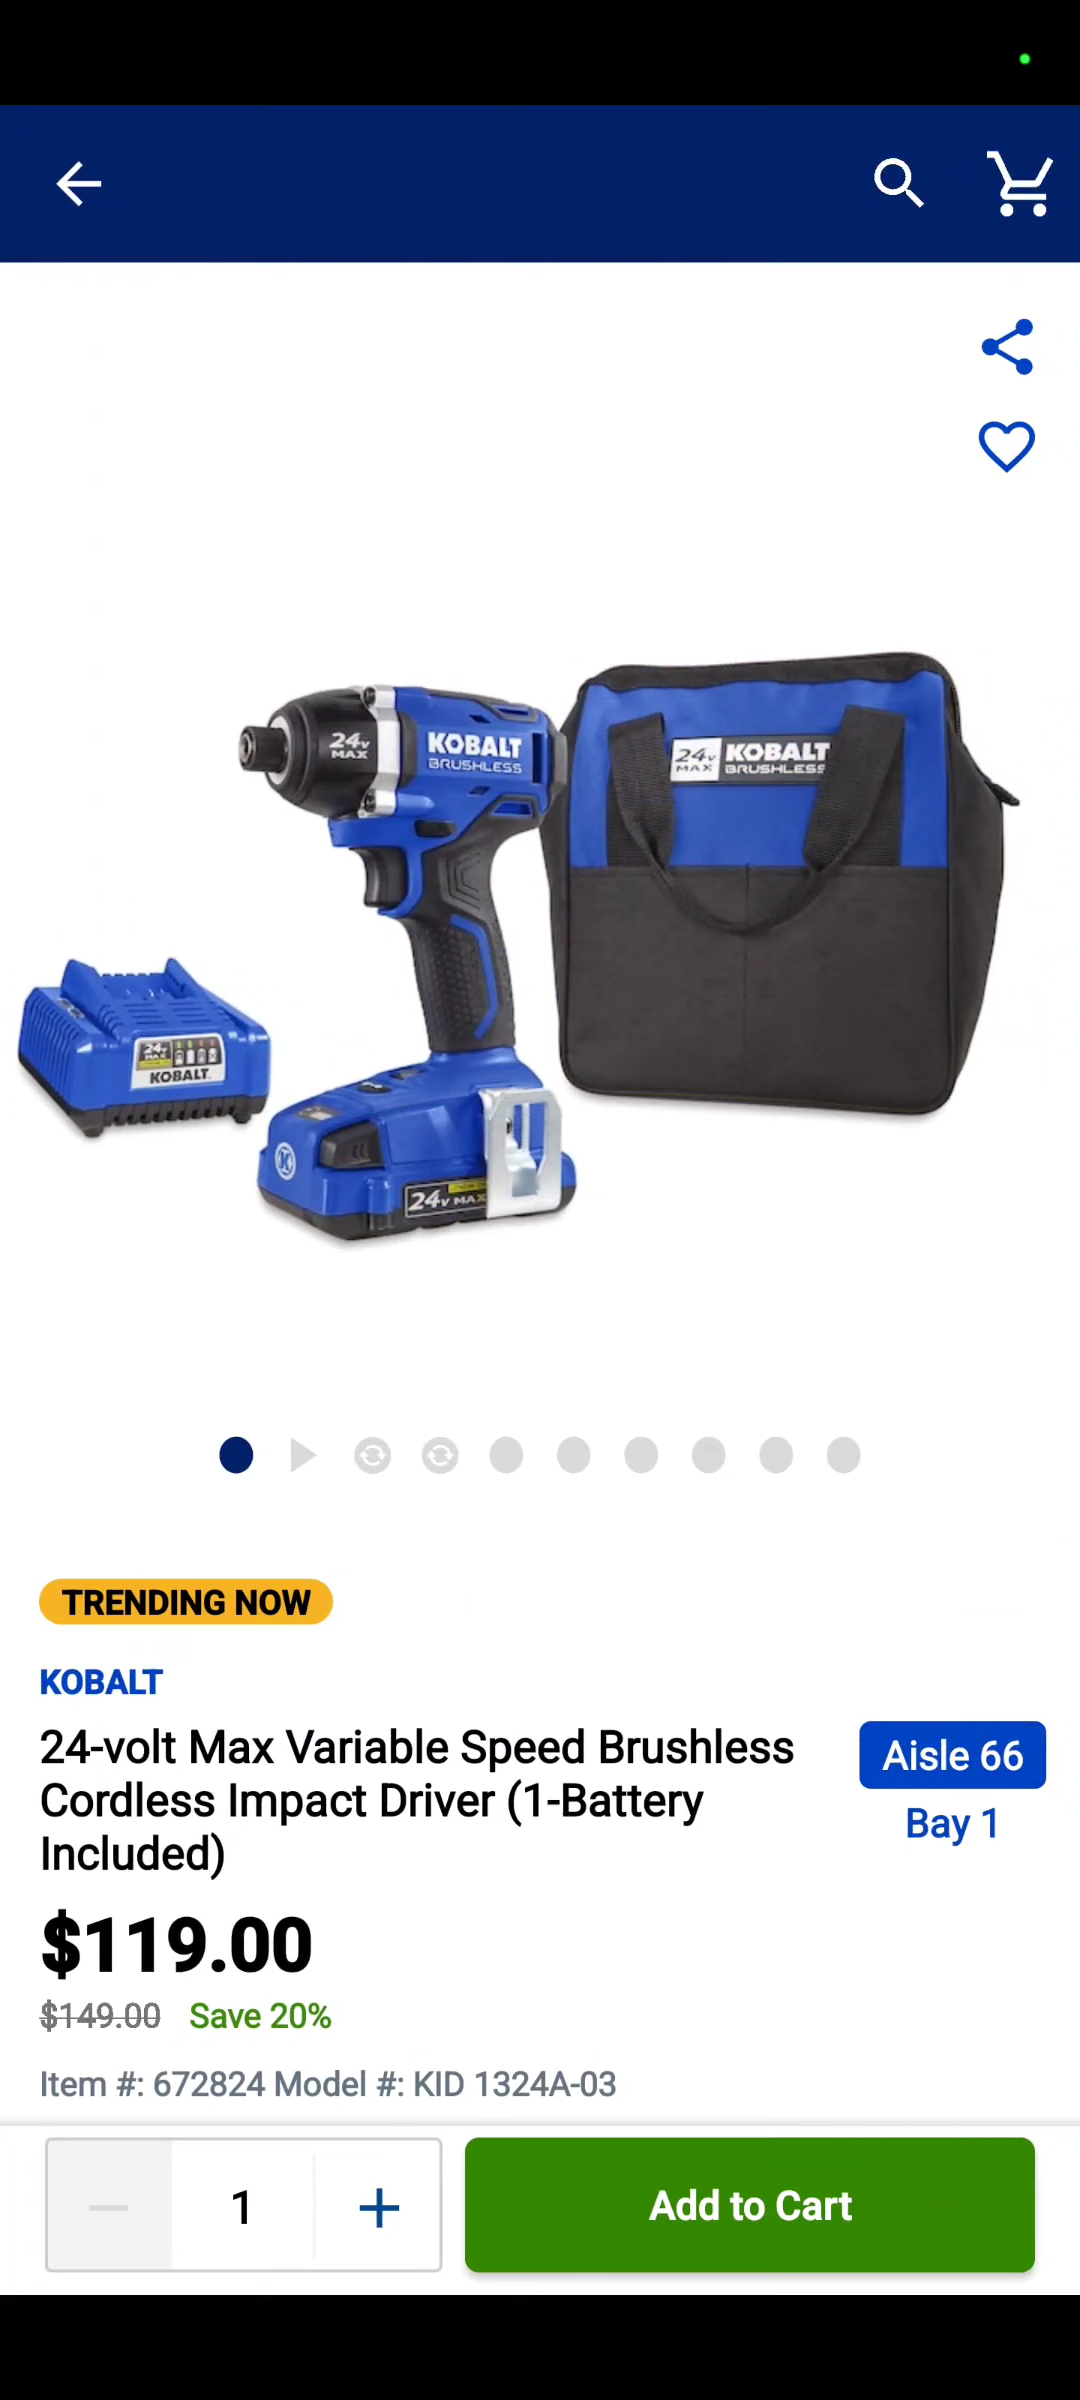 24v
MAX
KOBALT
BRUSHLESS
24v
MAX
KOBALT
BRUSHLESS
24v
MAX
KOBALT
24v MAX
TRENDING NOW
KOBALT
24-volt Max Variable Speed Brushless
Cordless Impact Driver (1-Battery
Included)
Aisle 66
Bay 1
$119.00
$149.00 Save 20%
Item #: 672824 Model #: KID 1324A-03
1
Add to Cart